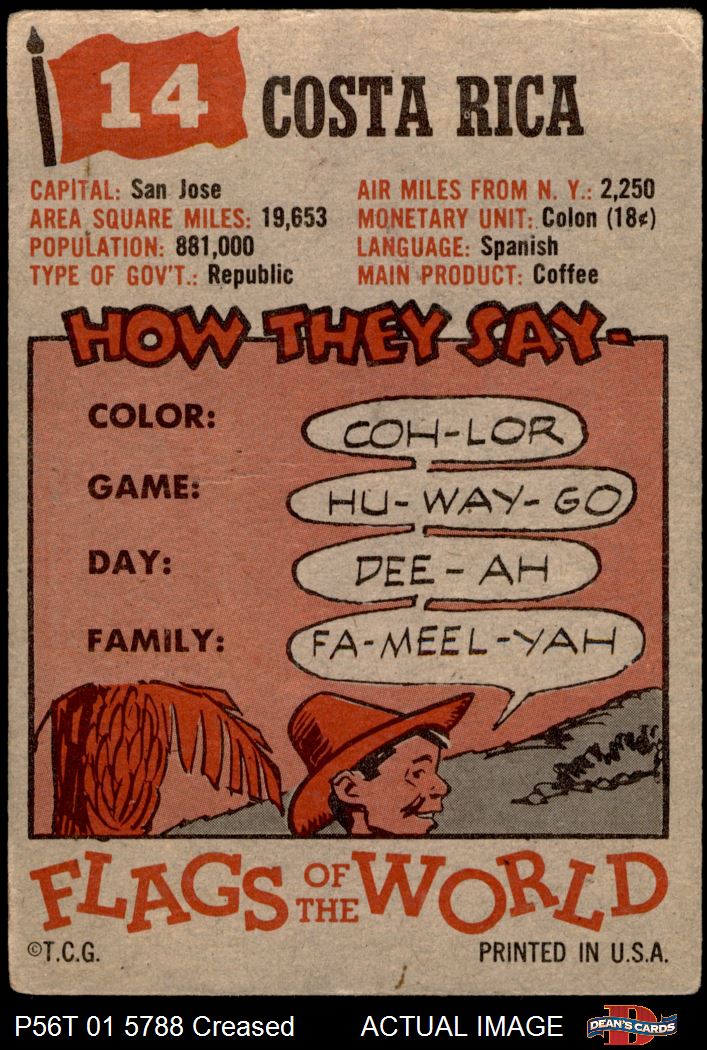 14 COSTA RICA
CAPITAL: San Jose
AREA SQUARE MILES: 19,653
POPULATION: 881,000
TYPE OF GOV'T.: Republic
AIR MILES FROM N. Y.: 2,250
MONETARY UNIT: Colon (18¢)
LANGUAGE: Spanish
MAIN PRODUCT: Coffee
HOW THEY SAY-
COLOR: COH-LOR
GAME: HU-WAY-GO
DAY: DEE-AH
FAMILY: FA-MEEL-YAH
FLAGS OF THE WORLD
©T.C.G. PRINTED IN U.S.A.
P56T 01 5788 Creased ACTUAL IMAGE DEAN'S CARDS